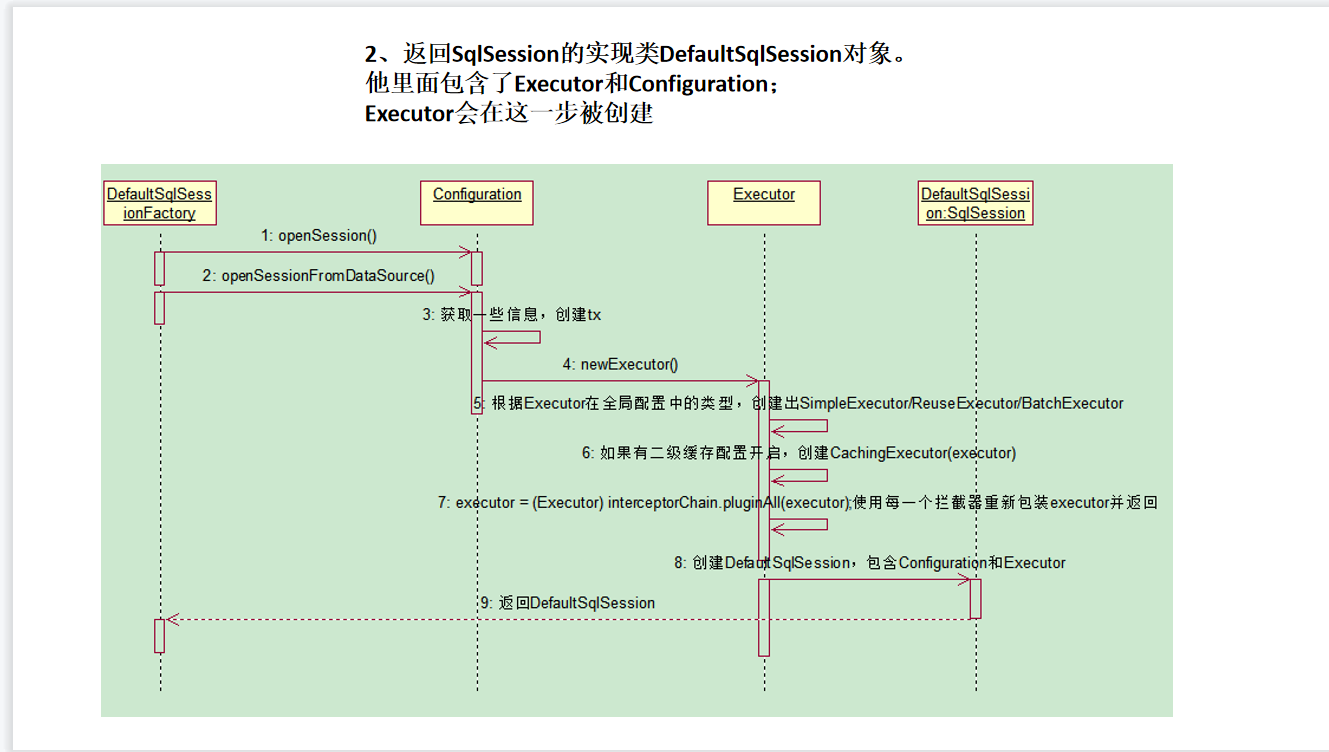 2、返回SqlSession的实现类DefaultSqlSession对象。
他里面包含了Executor和Configuration；
Executor会在这一步被创建
DefaultSqlSess
ionFactory
Configuration
Executor
DefaultSqlSessi
on:SqlSession
1: openSession()
2: openSessionFromDataSource()
3: 获取一些信息，创建tx
4: newExecutor()
5: 根据Executor在全局配置中的类型，创建出SimpleExecutor/ReuseExecutor/BatchExecutor
6: 如果有二级缓存配置开启，创建CachingExecutor(executor)
7: executor = (Executor) interceptorChain.pluginAll(executor);使用每一个拦截器重新包装executor并返回
8: 创建DefaultSqlSession，包含Configuration和Executor
9: 返回DefaultSqlSession